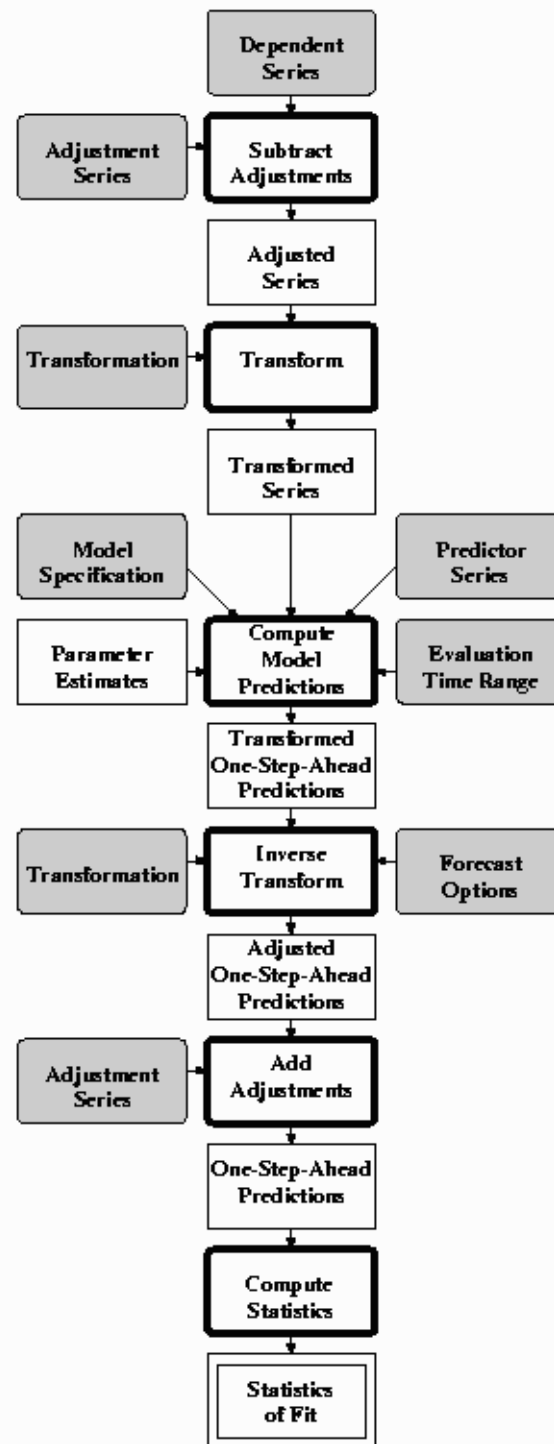 Dependent
Series
Adjustment
Series
Subtract
Adjustments
Adjusted
Series
Transformation
Transform
Transformed
Series
Model
Specification
Predictor
Series
Parameter
Estimates
Compute
Model
Predictions
Evaluation
Time Range
Transformed
One-Step-Ahead
Predictions
Transformation
Inverse
Transform
Forecast
Options
Adjusted
One-Step-Ahead
Predictions
Adjustment
Series
Add
Adjustments
One-Step-Ahead
Predictions
Compute
Statistics
Statistics
of Fit